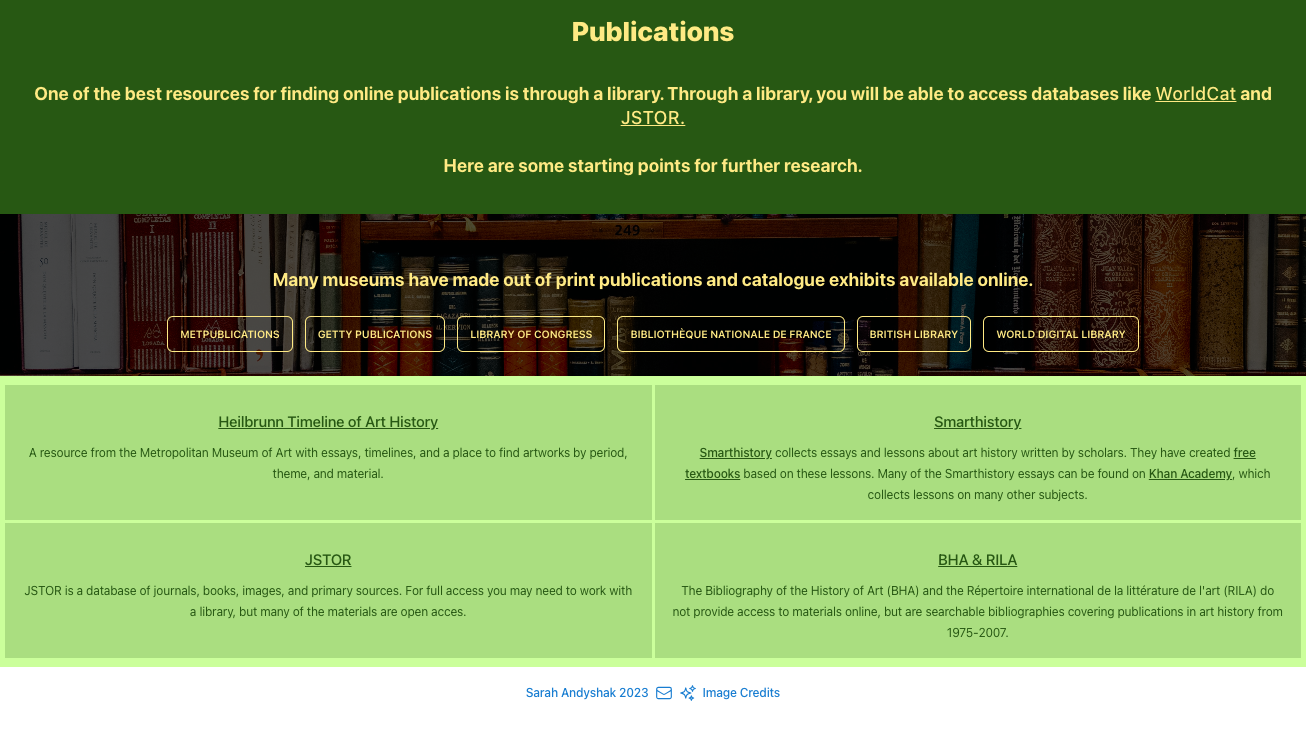 Publications
One of the best resources for finding online publications is through a library. Through a library, you will be able to access databases like WorldCat and
JSTOR.
Here are some starting points for further research.
COMPLETAS
I
II
249
Many museums have made out of print publications and catalogue exhibits available online.
METPUBLICATIONS
GETTY PUBLICATIONS
LIBRARY OF CONGRESS
BIBLIOTHÈQUE NATIONALE DE FRANCE
BRITISH LIBRARY
WORLD DIGITAL LIBRARY
Heilbrunn Timeline of Art History
A resource from the Metropolitan Museum of Art with essays, timelines, and a place to find artworks by period,
theme, and material.
Smarthistory
Smarthistory collects essays and lessons about art history written by scholars. They have created free
textbooks based on these lessons. Many of the Smarthistory essays can be found on Khan Academy, which
collects lessons on many other subjects.
JSTOR
JSTOR is a database of journals, books, images, and primary sources. For full access you may need to work with
a library, but many of the materials are open acces.
BHA & RILA
The Bibliography of the History of Art (BHA) and the Répertoire international de la littérature de l'art (RILA) do
not provide access to materials online, but are searchable bibliographies covering publications in art history from
1975-2007.
Sarah Andyshak 2023
Image Credits